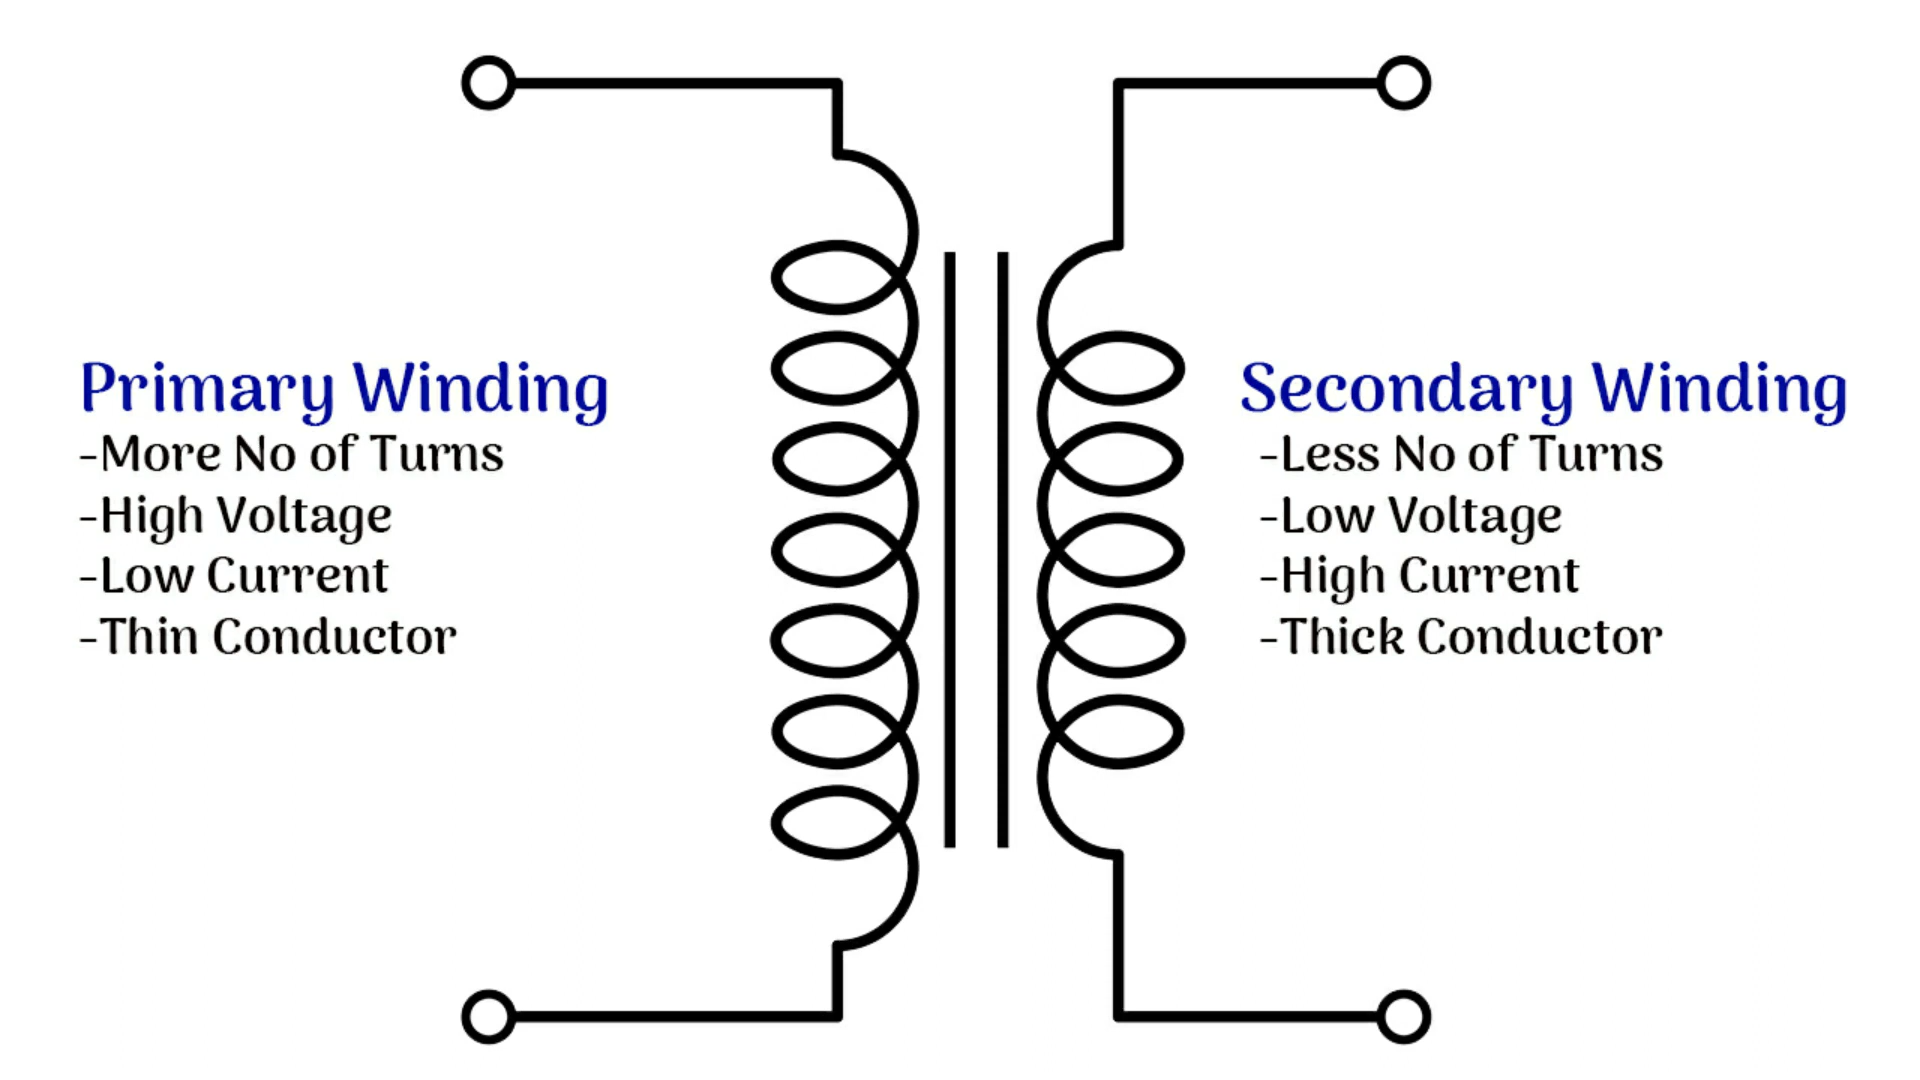 Primary Winding
-More No of Turns
-High Voltage
-Low Current
-Thin Conductor
Secondary Winding
-Less No of Turns
-Low Voltage
-High Current
-Thick Conductor